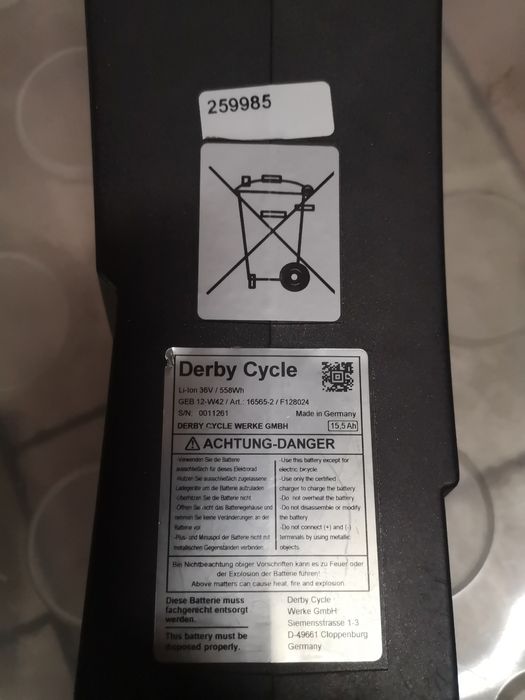 259985
Derby Cycle
Li-Ion 36V / 558Wh
GEB 12-W42 / Art.: 16565-2 / F128024
S/N: 0011261 Made in Germany
DERBY CYCLE WERKE GMBH 15,5 Ah
ACHTUNG-DANGER
-Verwenden Sie die Batterie
ausschließlich für dieses Elektrorad
-Nutzen Sie ausschließlich zugelassene
Ladegeräte um die Batterie aufzuladen
-Überhitzen Sie die Batterie nicht
-Öffnen Sie nicht das Batteriegehäuse und
nehmen Sie keine Veränderungen an der
Batterie vor
-Plus- und Minuspol der Batterie nicht mit
metallischen Gegenständen verbinden
-Use this battery except for
electric bicycle
-Use only the certified
charger to charge the battery
-Do not overheat the battery
-Do not disassemble or modify
the battery
-Do not connect (+) and (-)
terminals by using metallic
objects.
Bei Nichtbeachtung obiger Vorschriften kann es zu Feuer oder
der Explosion der Batterie führen!
Above matters can cause heat, fire and explosion.
Diese Batterie muss
fachgerecht entsorgt
werden.
This battery must be
disposed properly.
Derby Cycle
Werke GmbH
Siemensstrasse 1-3
D-49661 Cloppenburg
Germany